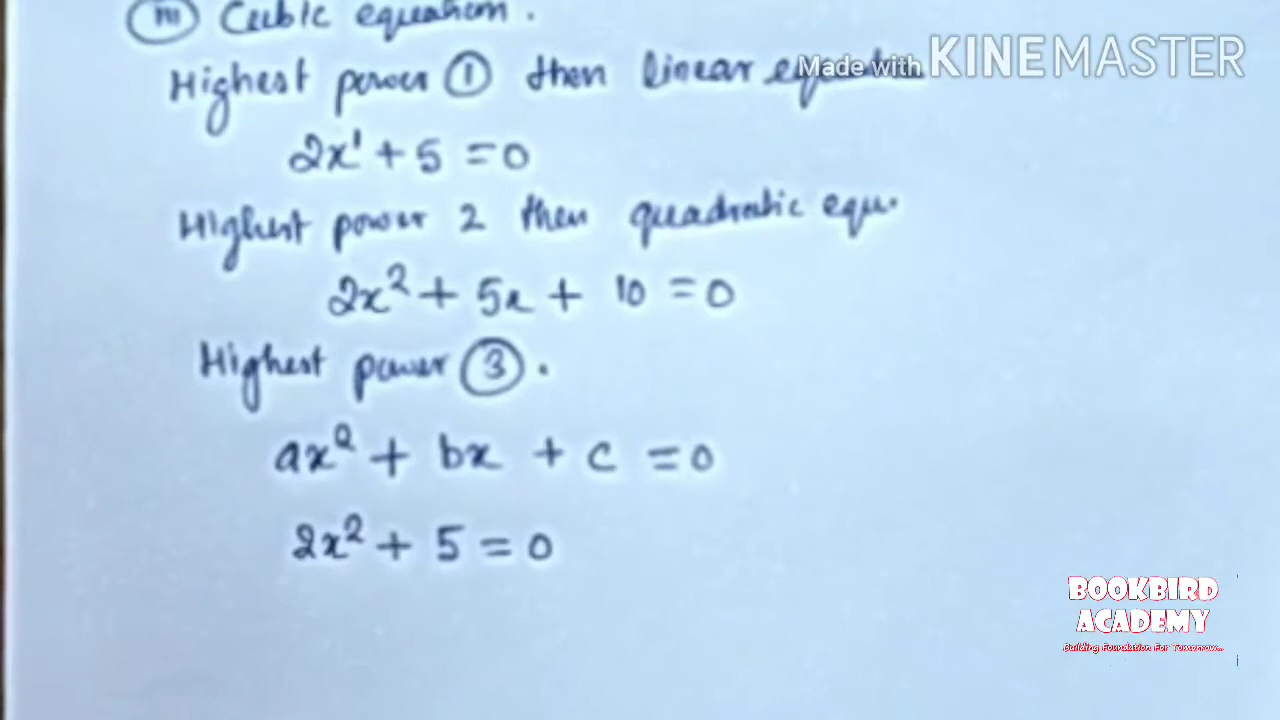 (iii) Cubic equation.
Made with KINEMASTER
Highest power ① then linear equation
2x¹ + 5 = 0
Highest power 2 then quadratic equ.
2x² + 5x + 10 = 0
Highest power ③.
ax² + bx + c = 0
2x² + 5 = 0
BOOKBIRD
ACADEMY
Building Foundation For Tomorrow...